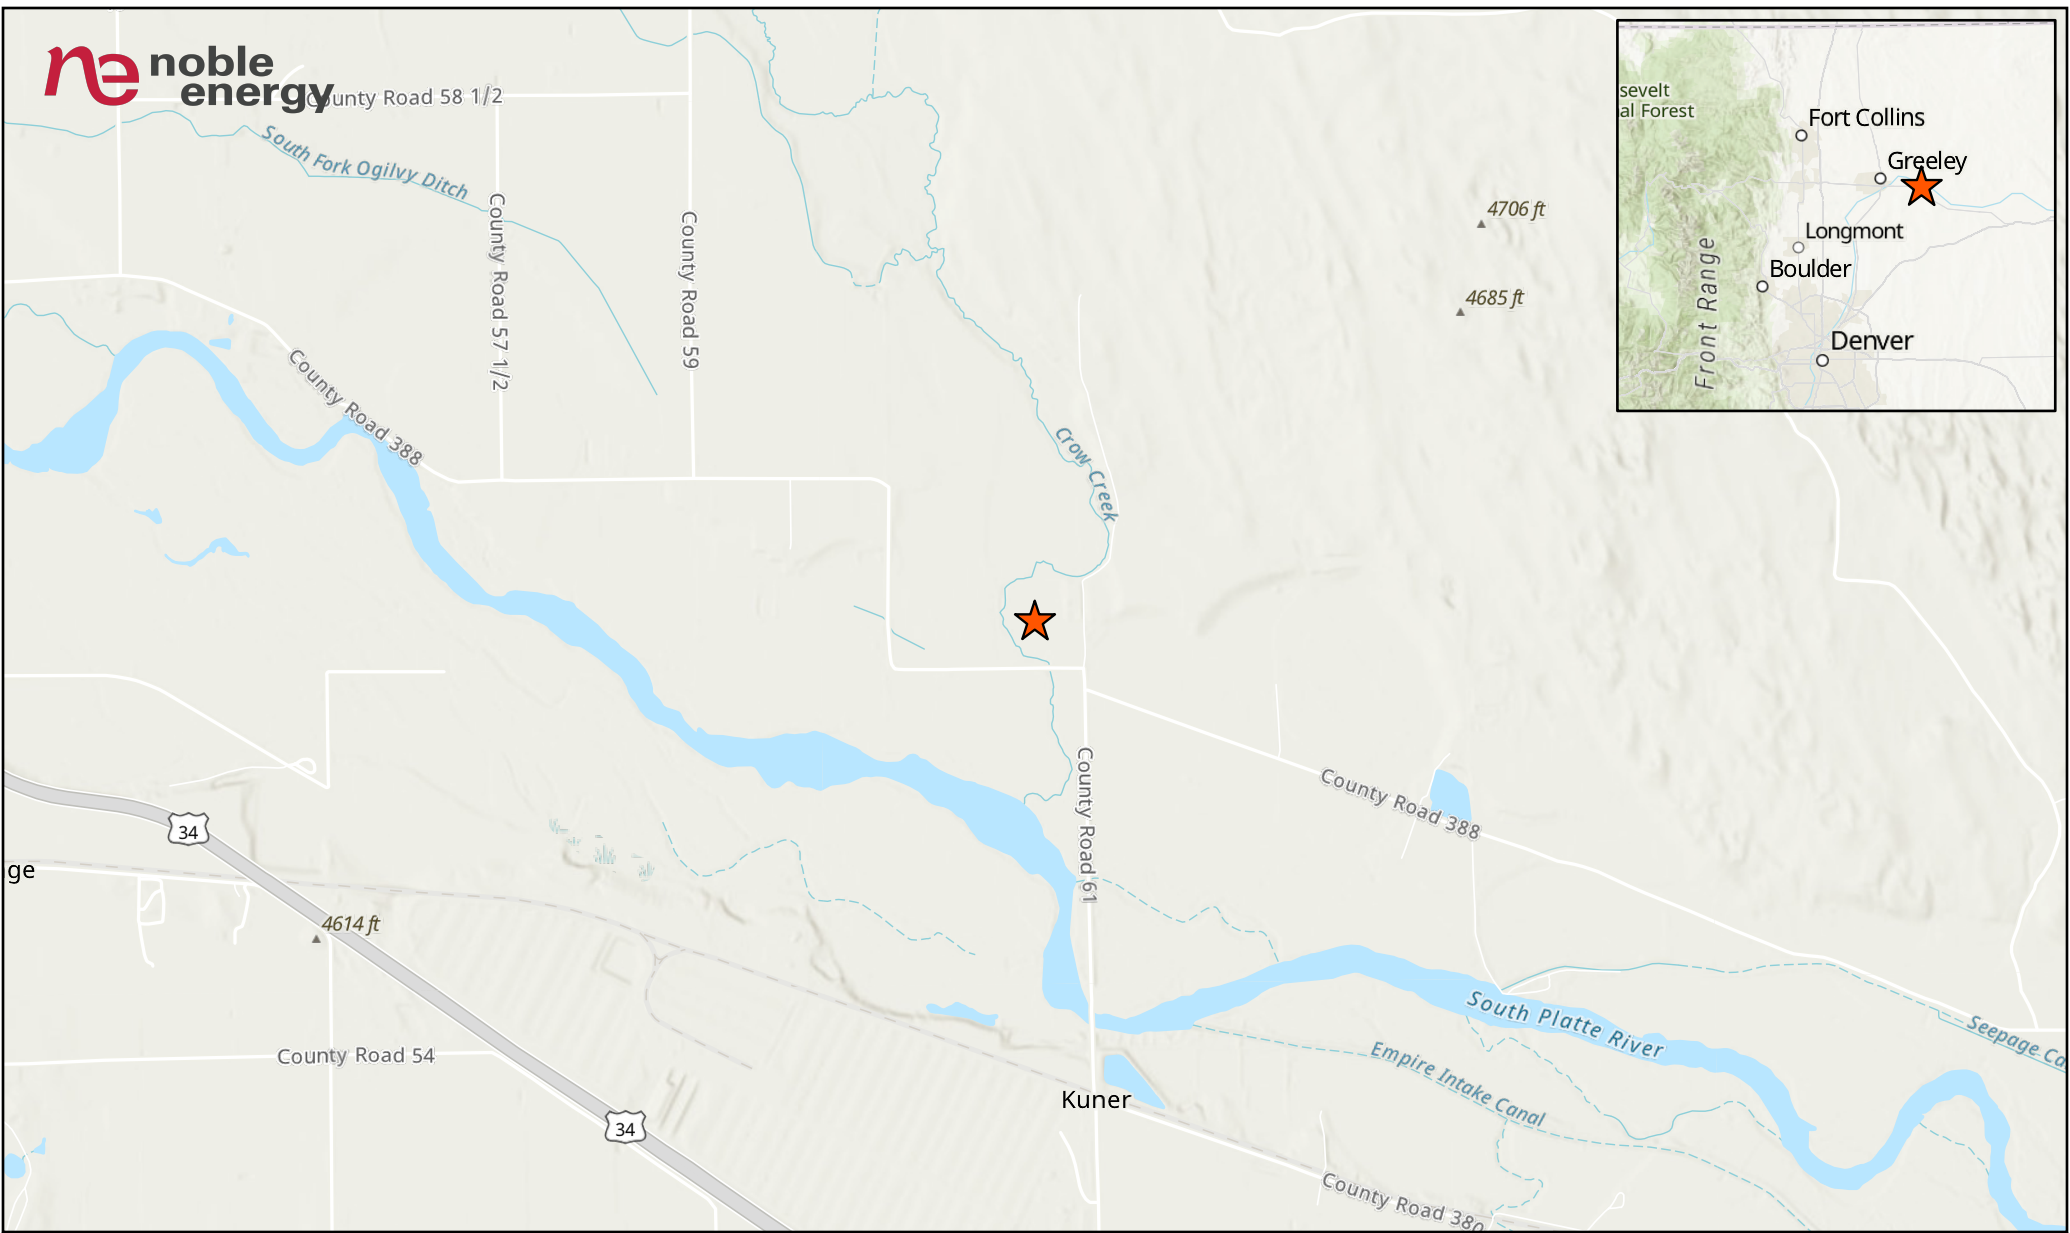 noble
energy
County Road 58 1/2
South Fork Ogilvy Ditch
County Road 57 1/2
County Road 59
County Road 388
Crow Creek
4706 ft
4685 ft
sevelt
al Forest
Fort Collins
Greeley
Longmont
Boulder
Front Range
Denver
County Road 61
County Road 388
34
ge
4614 ft
County Road 54
34
Kuner
South Platte River
Empire Intake Canal
Seepage Ca
County Road 380